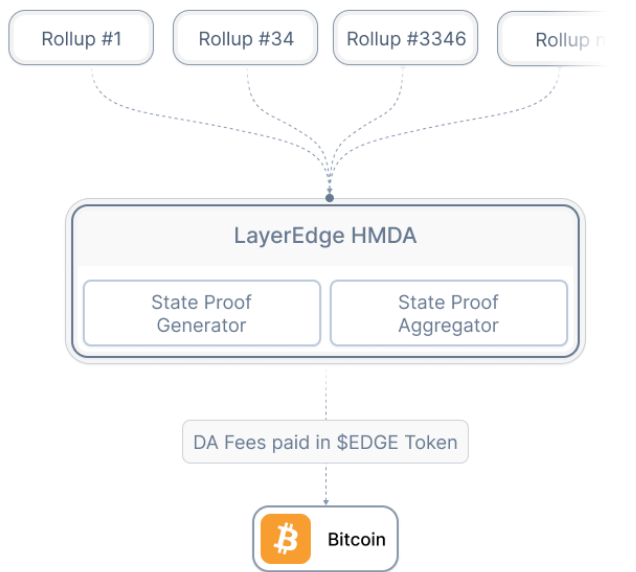 Rollup #1
Rollup #34
Rollup #3346
Rollup n
LayerEdge HMDA
State Proof
Generator
State Proof
Aggregator
DA Fees paid in $EDGE Token
Bitcoin